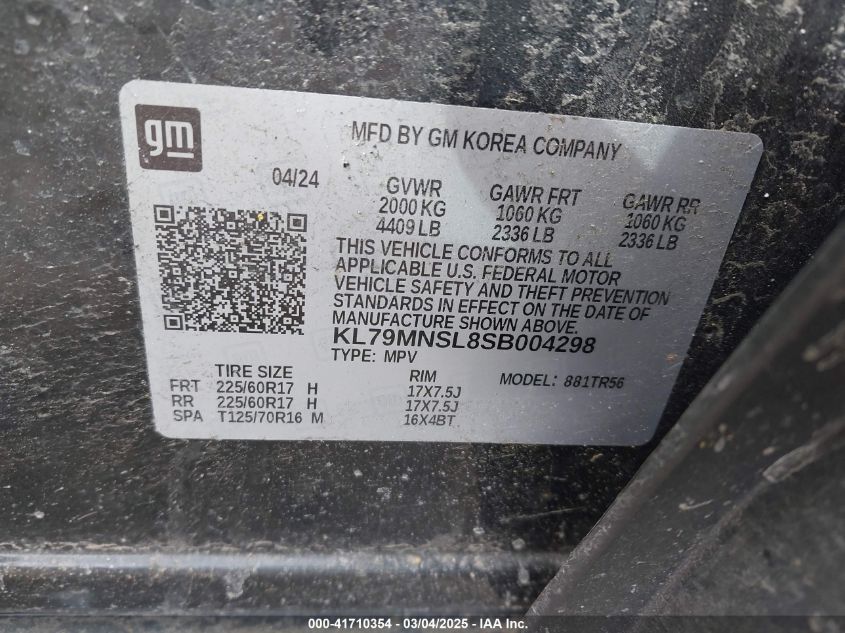 gm
MFD BY GM KOREA COMPANY
04/24
GVWR GAWR FRT GAWR RR
2000 KG 1060 KG 1060 KG
4409 LB 2336 LB 2336 LB
THIS VEHICLE CONFORMS TO ALL
APPLICABLE U.S. FEDERAL MOTOR
VEHICLE SAFETY AND THEFT PREVENTION
STANDARDS IN EFFECT ON THE DATE OF
MANUFACTURE SHOWN ABOVE.
KL79MNSL8SB004298
TYPE: MPV
TIRE SIZE RIM MODEL: 881TR56
FRT 225/60R17 H 17X7.5J
RR 225/60R17 H 17X7.5J
SPA T125/70R16 M 16X4BT
000-41710354 - 03/04/2025 - IAA Inc.